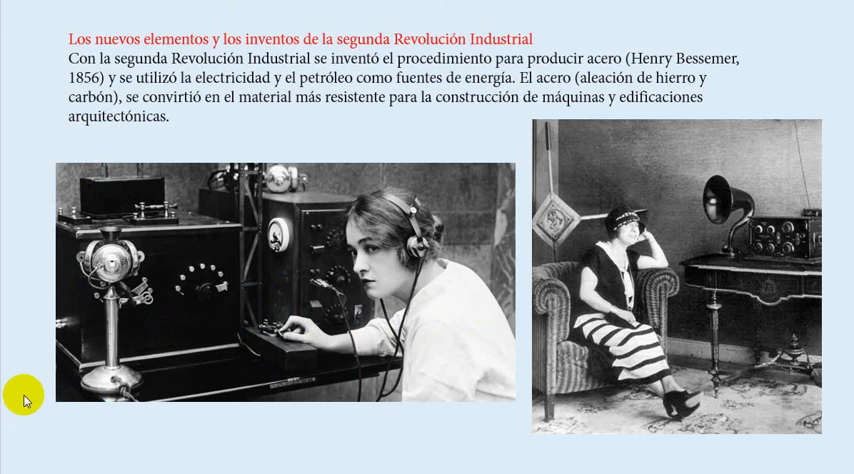 Los nuevos elementos y los inventos de la segunda Revolución Industrial
Con la segunda Revolución Industrial se inventó el procedimiento para producir acero (Henry Bessemer,
1856) y se utilizó la electricidad y el petróleo como fuentes de energía. El acero (aleación de hierro y
carbón), se convirtió en el material más resistente para la construcción de máquinas y edificaciones
arquitectónicas.